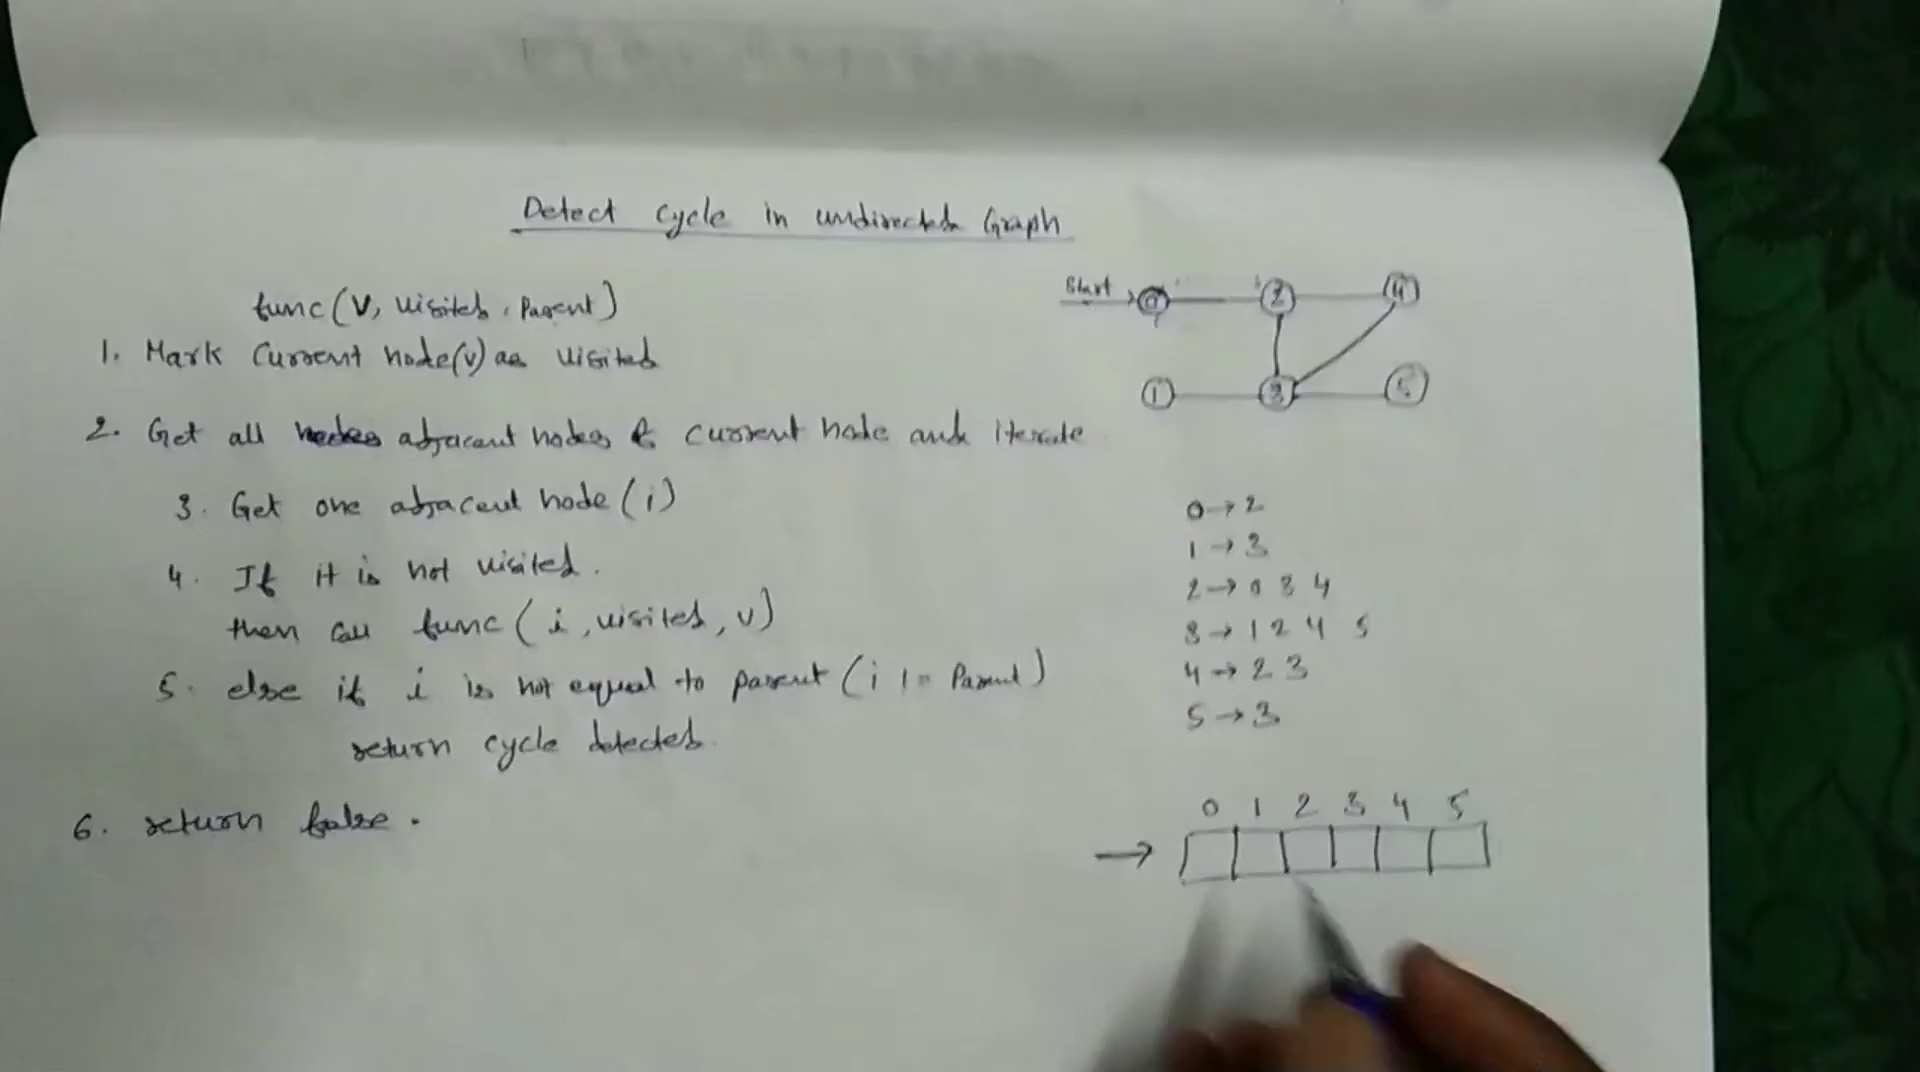 Detect cycle in undirected Graph
func(V, visited, Parent)
1. Mark Current node(v) as visited
2. Get all adjacent nodes of current node and iterate
3. Get one adjacent node (i)
4. If it is not visited.
then call func(i, visited, v)
5. else if i is not equal to parent (i != Parent)
return cycle detected.
6. return false.
Start 0 2 4
1 3 5
0→2
1→3
2→0 3 4
3→1 2 4 5
4→2 3
5→3
0 1 2 3 4 5